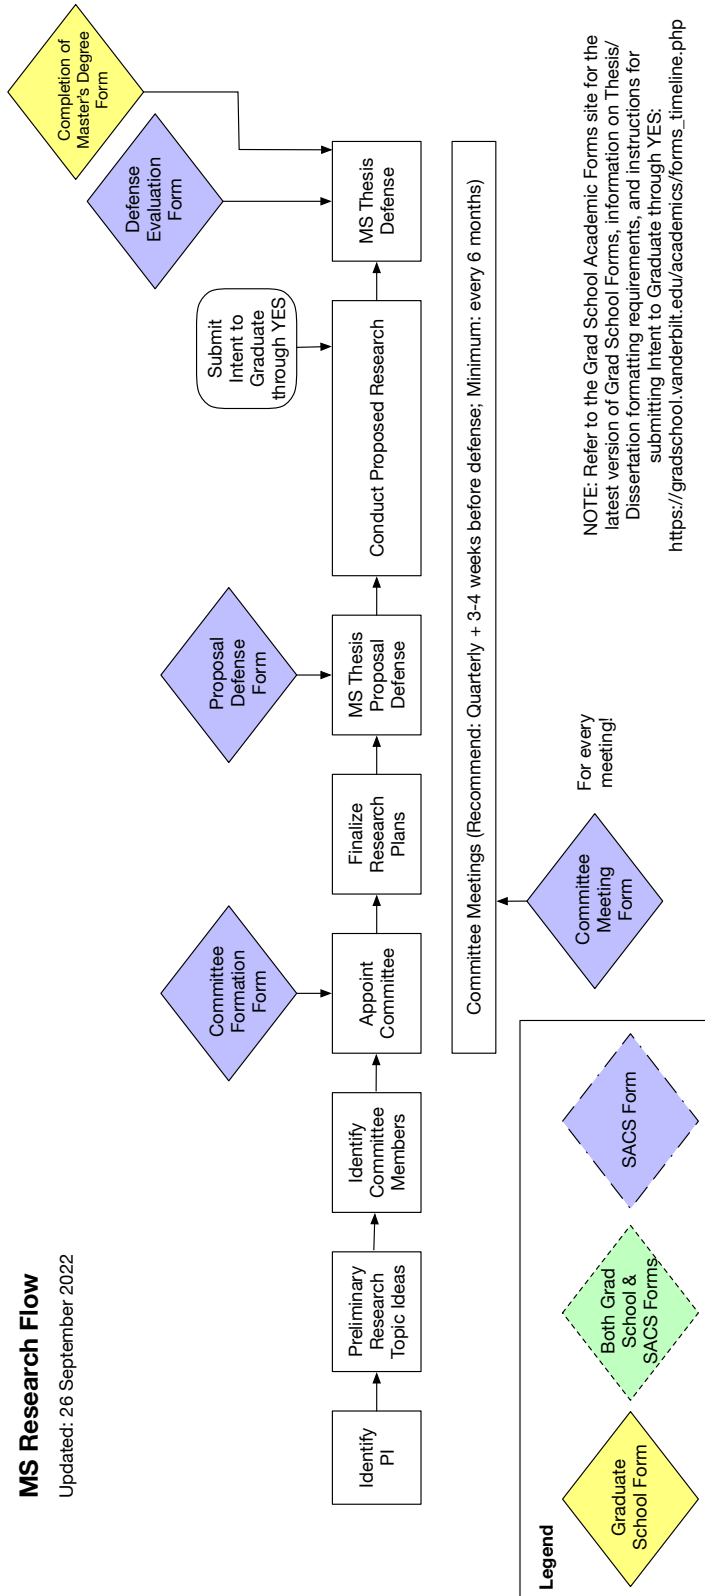 MS Research Flow
Updated: 26 September 2022
Completion of
Master's Degree
Form
Defense
Evaluation
Form
Submit
Intent to
Graduate
through YES
Proposal
Defense
Form
Committee
Formation
Form
Identify
PI
Preliminary
Research
Topic Ideas
Identify
Committee
Members
Appoint
Committee
Finalize
Research
Plans
MS Thesis
Proposal
Defense
Conduct Proposed Research
MS Thesis
Defense
Committee Meetings (Recommend: Quarterly + 3-4 weeks before defense; Minimum: every 6 months)
Committee
Meeting
Form
For every
meeting!
NOTE: Refer to the Grad School Academic Forms site for the
latest version of Grad School Forms, information on Thesis/
Dissertation formatting requirements, and instructions for
submitting Intent to Graduate through YES:
https://gradschool.vanderbilt.edu/academics/forms_timeline.php
Legend
Graduate
School Form
Both Grad
School &
SACS Forms
SACS Form